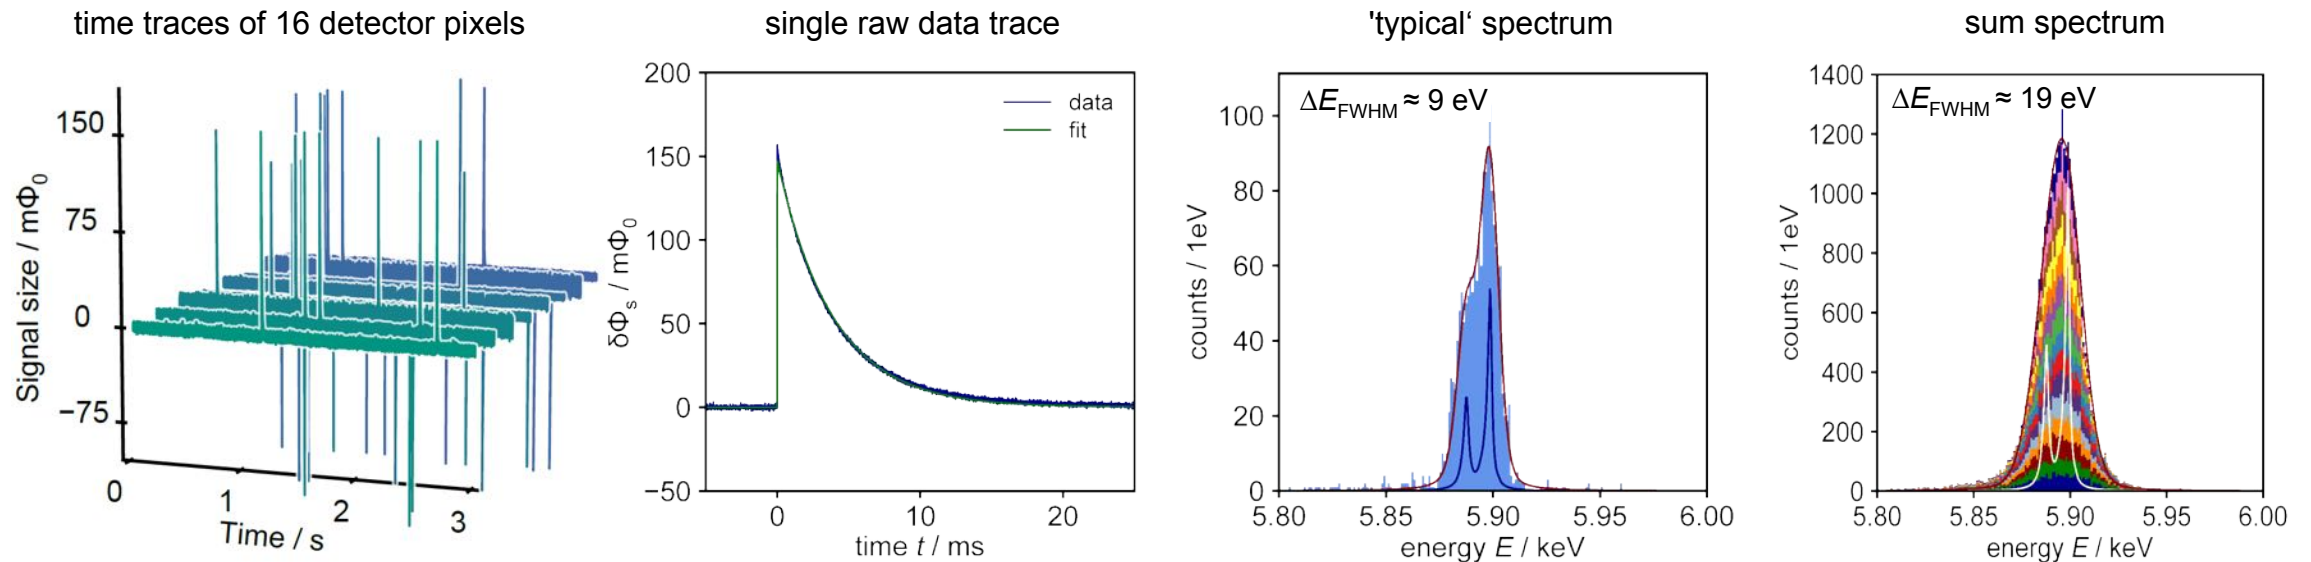 time traces of 16 detector pixels
Signal size / mΦ0
150
75
0
−75
0
1
2
3
Time / s
single raw data trace
δΦs / mΦ0
200
150
100
50
0
−50
data
fit
0
10
20
time t / ms
'typical‘ spectrum
counts / 1eV
100
80
60
40
20
0
ΔEFWHM ≈ 9 eV
5.80
5.85
5.90
5.95
6.00
energy E / keV
sum spectrum
counts / 1eV
1400
1200
1000
800
600
400
200
0
ΔEFWHM ≈ 19 eV
5.80
5.85
5.90
5.95
6.00
energy E / keV